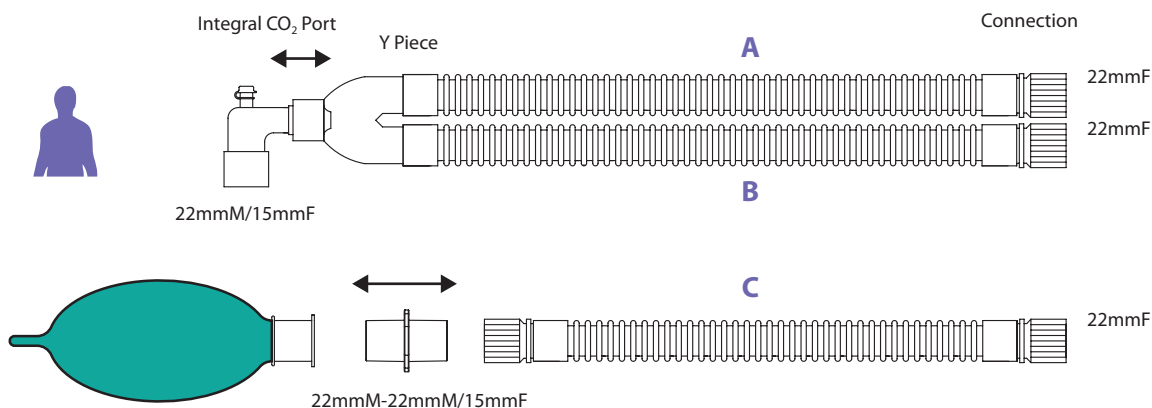 Integral CO₂ Port
Y Piece
A
Connection
22mmF
22mmF
B
22mmM/15mmF
C
22mmF
22mmM-22mmM/15mmF